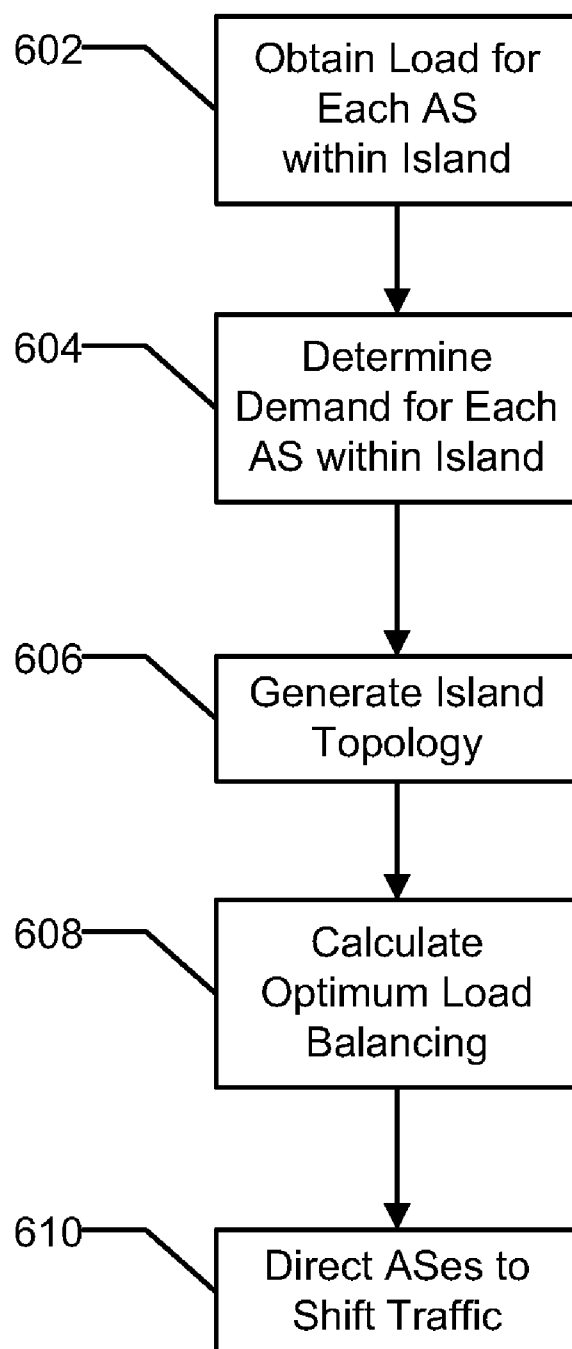 602
Obtain Load for
Each AS
within Island
604
Determine
Demand for Each
AS within Island
606
Generate Island
Topology
608
Calculate
Optimum Load
Balancing
610
Direct ASes to
Shift Traffic